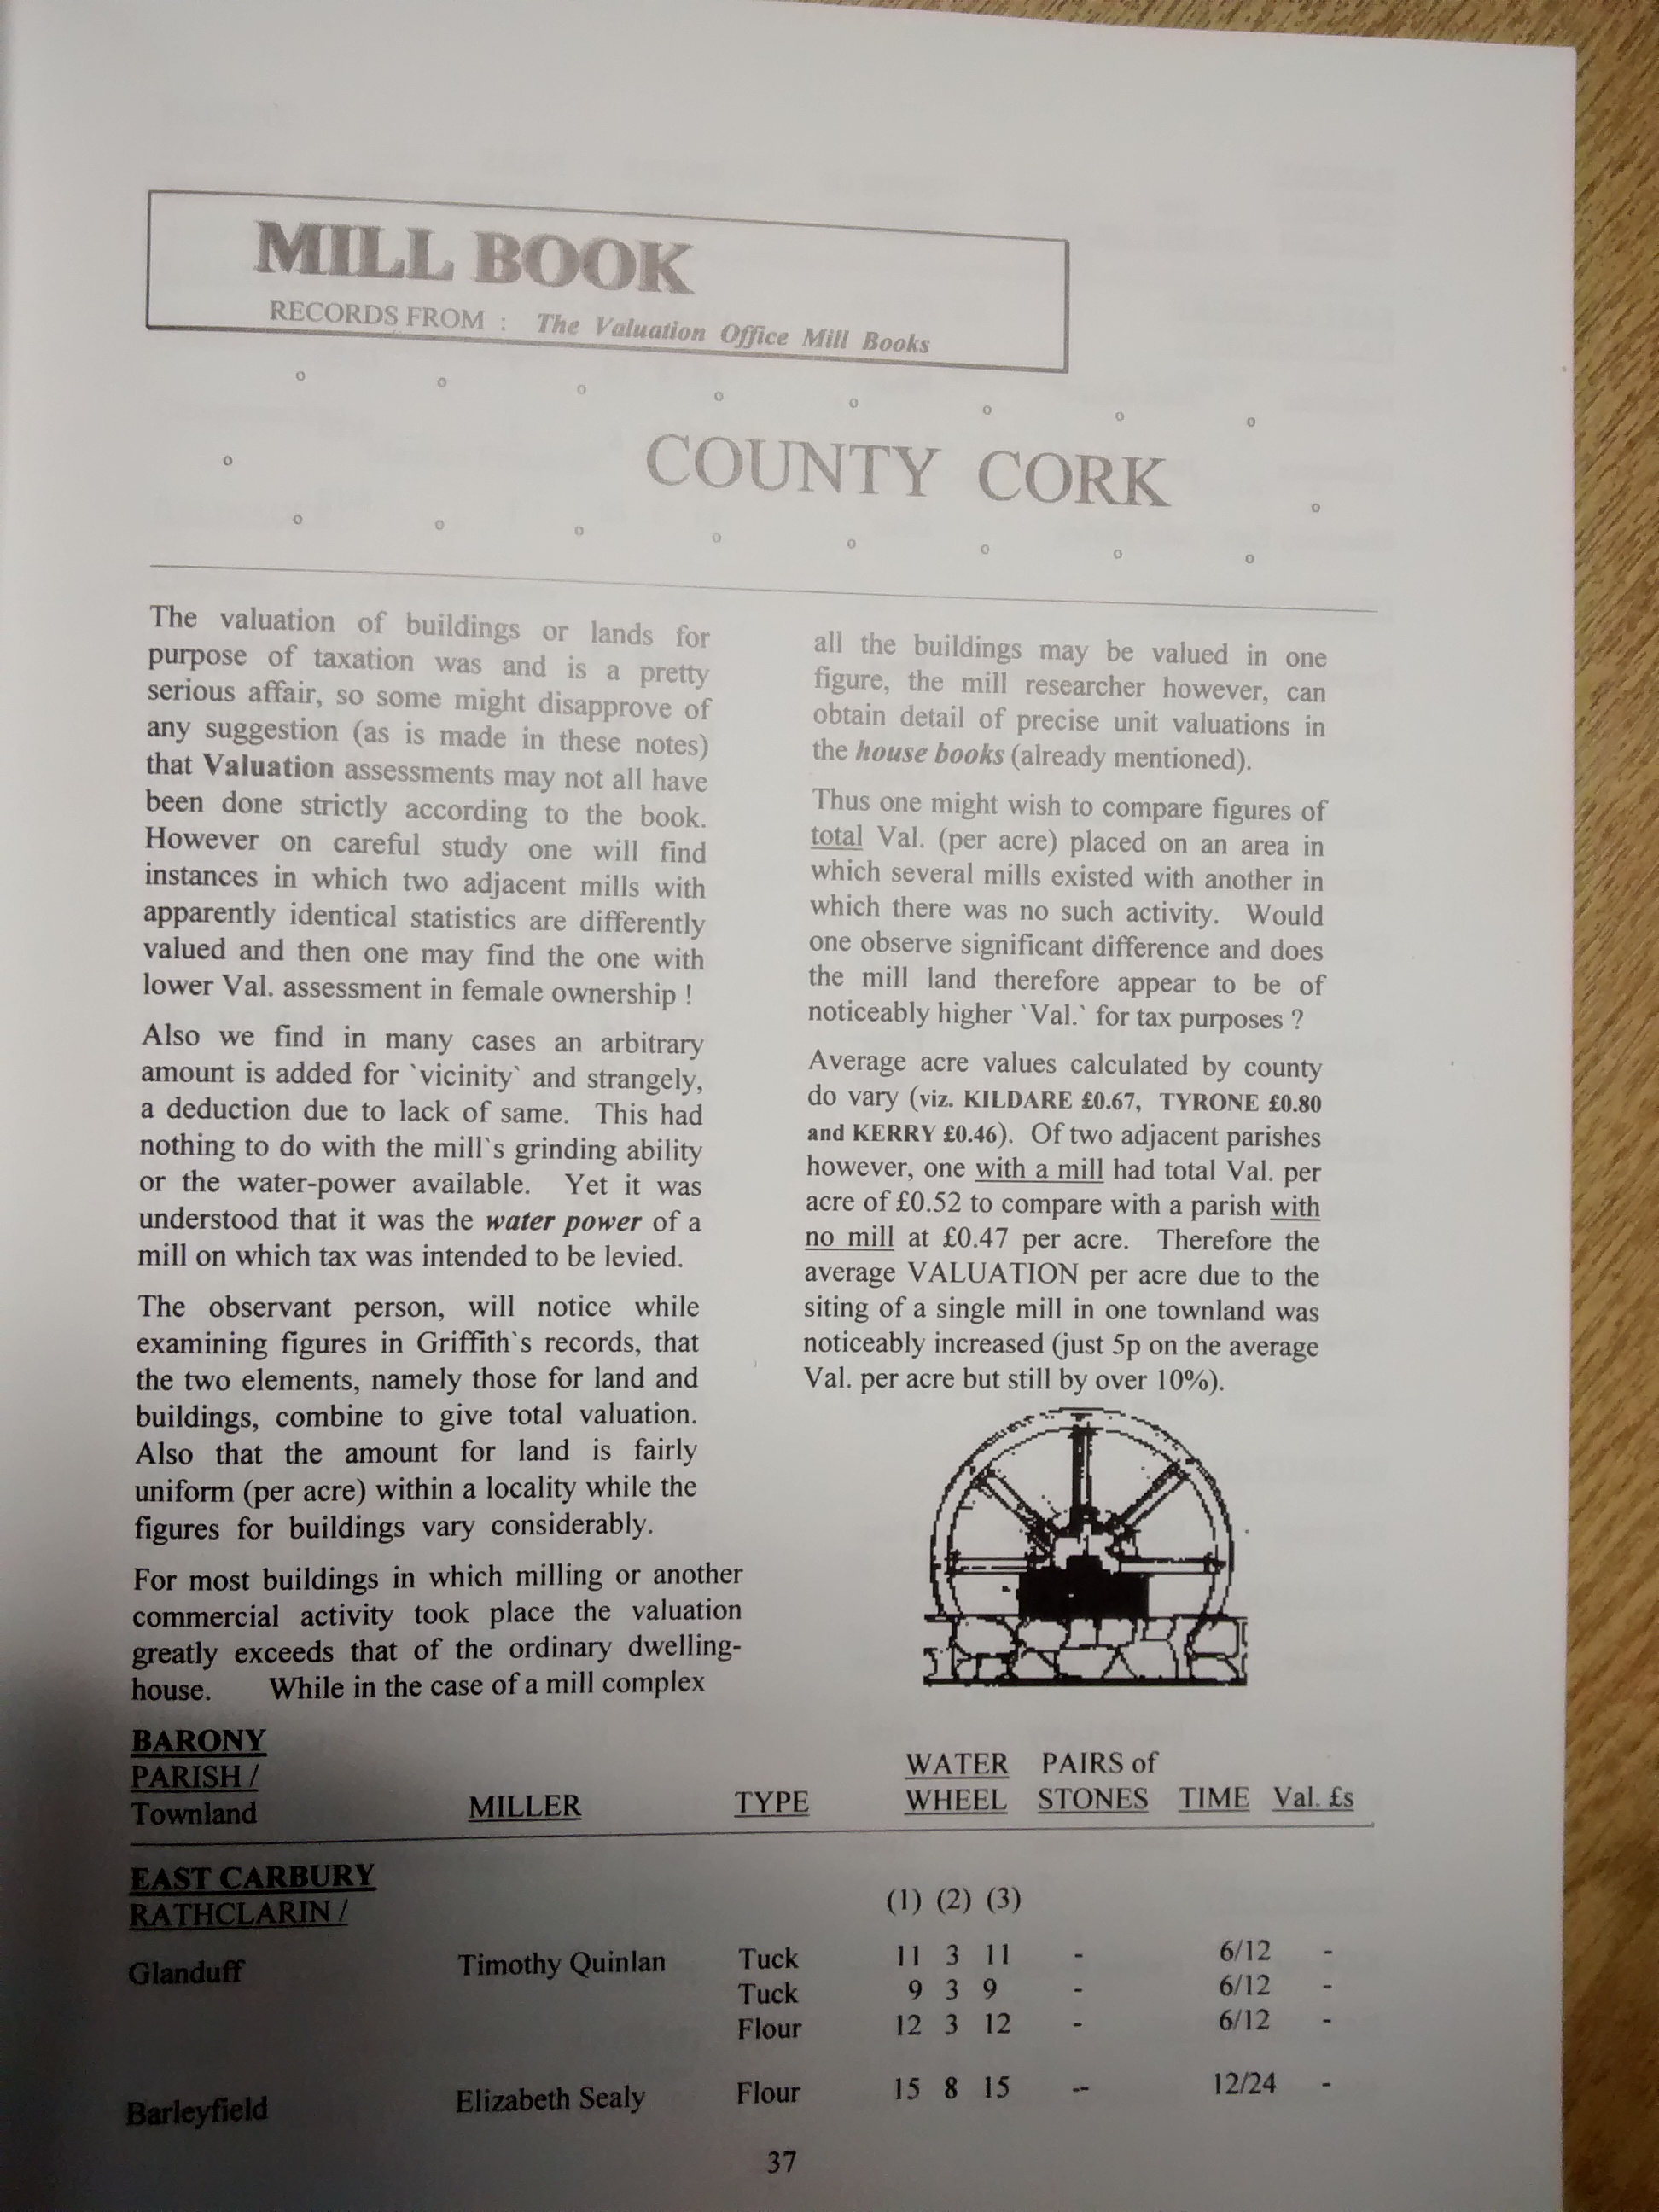 MILL BOOK
RECORDS FROM : The Valuation Office Mill Books
COUNTY CORK
The valuation of buildings or lands for
purpose of taxation was and is a pretty
serious affair, so some might disapprove of
any suggestion (as is made in these notes)
that Valuation assessments may not all have
been done strictly according to the book.
However on careful study one will find
instances in which two adjacent mills with
apparently identical statistics are differently
valued and then one may find the one with
lower Val. assessment in female ownership !
Also we find in many cases an arbitrary
amount is added for `vicinity` and strangely,
a deduction due to lack of same. This had
nothing to do with the mill`s grinding ability
or the water-power available. Yet it was
understood that it was the water power of a
mill on which tax was intended to be levied.
The observant person, will notice while
examining figures in Griffith`s records, that
the two elements, namely those for land and
buildings, combine to give total valuation.
Also that the amount for land is fairly
uniform (per acre) within a locality while the
figures for buildings vary considerably.
For most buildings in which milling or another
commercial activity took place the valuation
greatly exceeds that of the ordinary dwelling-
house. While in the case of a mill complex
all the buildings may be valued in one
figure, the mill researcher however, can
obtain detail of precise unit valuations in
the house books (already mentioned).
Thus one might wish to compare figures of
total Val. (per acre) placed on an area in
which several mills existed with another in
which there was no such activity. Would
one observe significant difference and does
the mill land therefore appear to be of
noticeably higher `Val.` for tax purposes ?
Average acre values calculated by county
do vary (viz. KILDARE £0.67, TYRONE £0.80
and KERRY £0.46). Of two adjacent parishes
however, one with a mill had total Val. per
acre of £0.52 to compare with a parish with
no mill at £0.47 per acre. Therefore the
average VALUATION per acre due to the
siting of a single mill in one townland was
noticeably increased (just 5p on the average
Val. per acre but still by over 10%).
BARONY
PARISH / WATER PAIRS of
Townland MILLER TYPE WHEEL STONES TIME Val. £s
EAST CARBURY
RATHCLARIN / (1) (2) (3)
Glanduff Timothy Quinlan Tuck 11 3 11 - 6/12 -
Tuck 9 3 9 - 6/12 -
Flour 12 3 12 - 6/12 -
Barleyfield Elizabeth Sealy Flour 15 8 15 -- 12/24 -
37